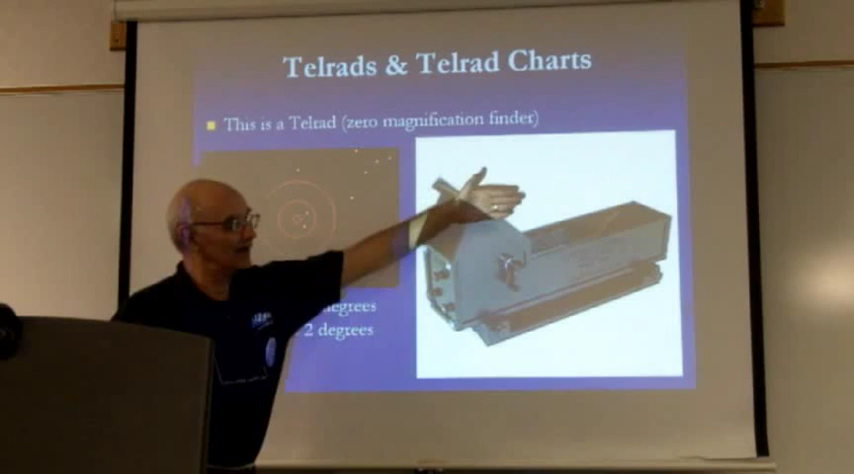 Telrads & Telrad Charts
This is a Telrad (zero magnification finder)
degrees
2 degrees